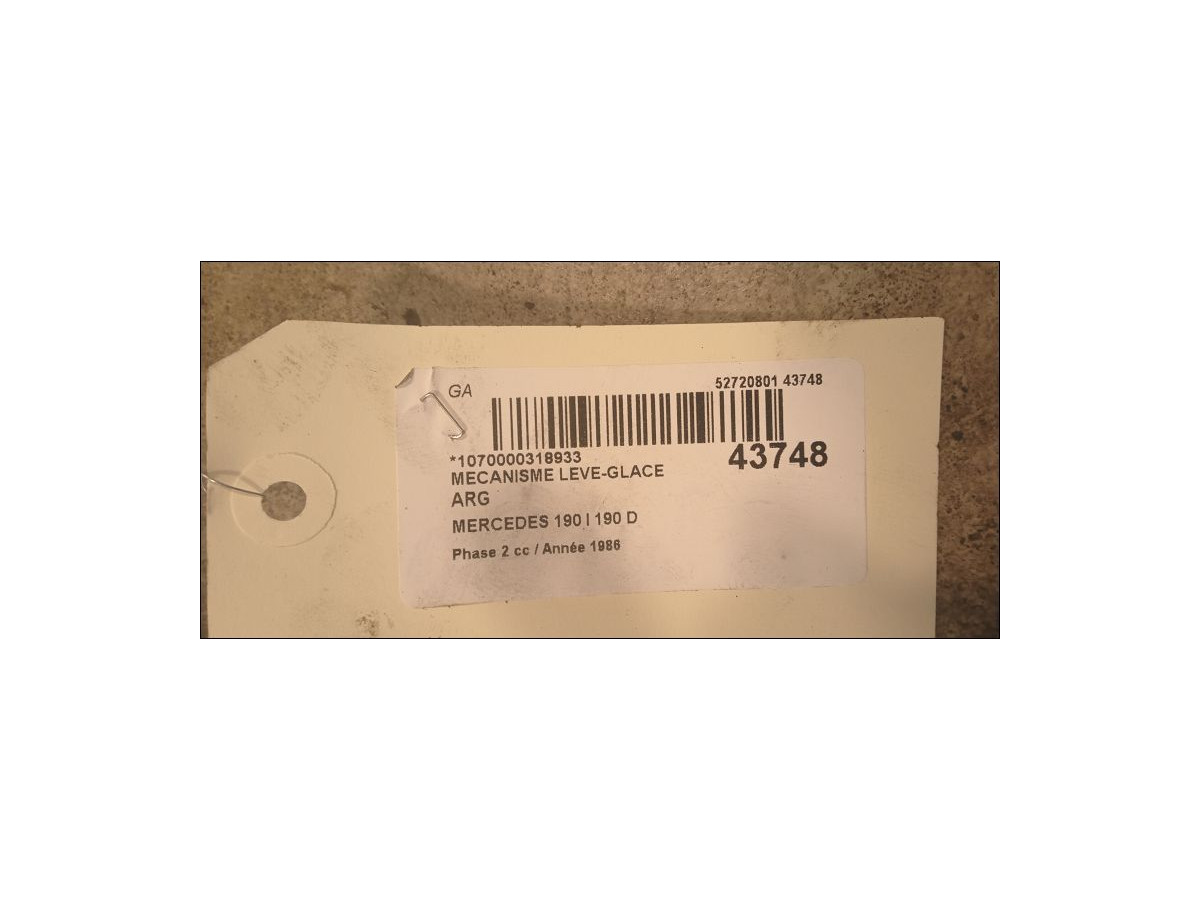 GA
52720801 43748
*1070000318933
43748
MECANISME LEVE-GLACE
ARG
MERCEDES 190 I 190 D
Phase 2 cc / Année 1986